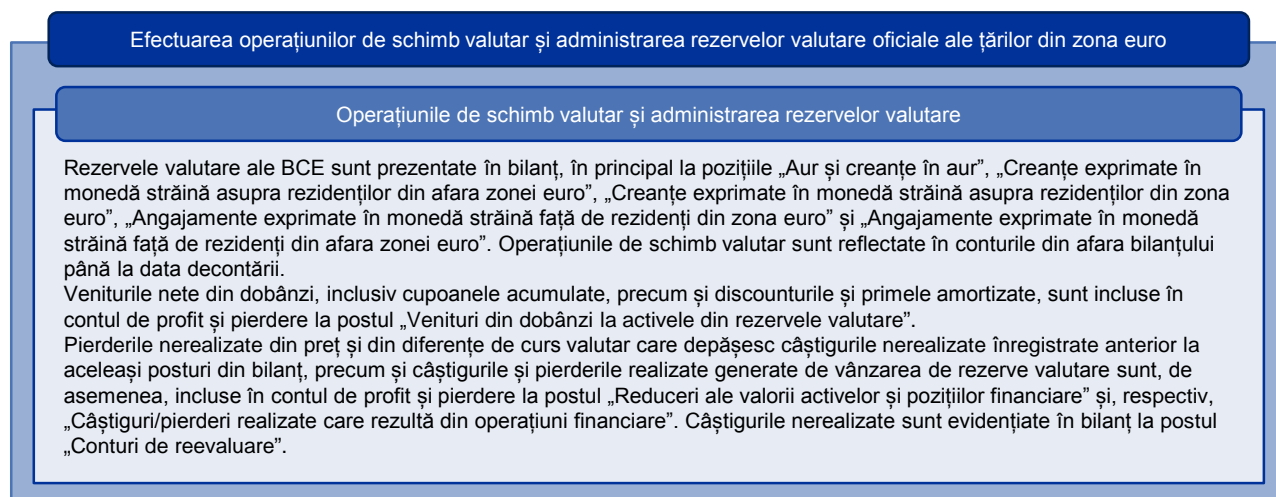 Efectuarea operațiunilor de schimb valutar și administrarea rezervelor valutare oficiale ale țărilor din zona euro
Operațiunile de schimb valutar și administrarea rezervelor valutare
Rezervele valutare ale BCE sunt prezentate în bilanț, în principal la pozițiile „Aur și creanțe în aur”, „Creanțe exprimate în
monedă străină asupra rezidenților din afara zonei euro”, „Creanțe exprimate în monedă străină asupra rezidenților din zona
euro”, „Angajamente exprimate în monedă străină față de rezidenți din zona euro” și „Angajamente exprimate în monedă
străină față de rezidenți din afara zonei euro”. Operațiunile de schimb valutar sunt reflectate în conturile din afara bilanțului
până la data decontării.
Veniturile nete din dobânzi, inclusiv cupoanele acumulate, precum și discounturile și primele amortizate, sunt incluse în
contul de profit și pierdere la postul „Venituri din dobânzi la activele din rezervele valutare”.
Pierderile nerealizate din preț și din diferențe de curs valutar care depășesc câștigurile nerealizate înregistrate anterior la
aceleași posturi din bilanț, precum și câștigurile și pierderile realizate generate de vânzarea de rezerve valutare sunt, de
asemenea, incluse în contul de profit și pierdere la postul „Reduceri ale valorii activelor și pozițiilor financiare” și, respectiv,
„Câștiguri/pierderi realizate care rezultă din operațiuni financiare”. Câștigurile nerealizate sunt evidențiate în bilanț la postul
„Conturi de reevaluare”.